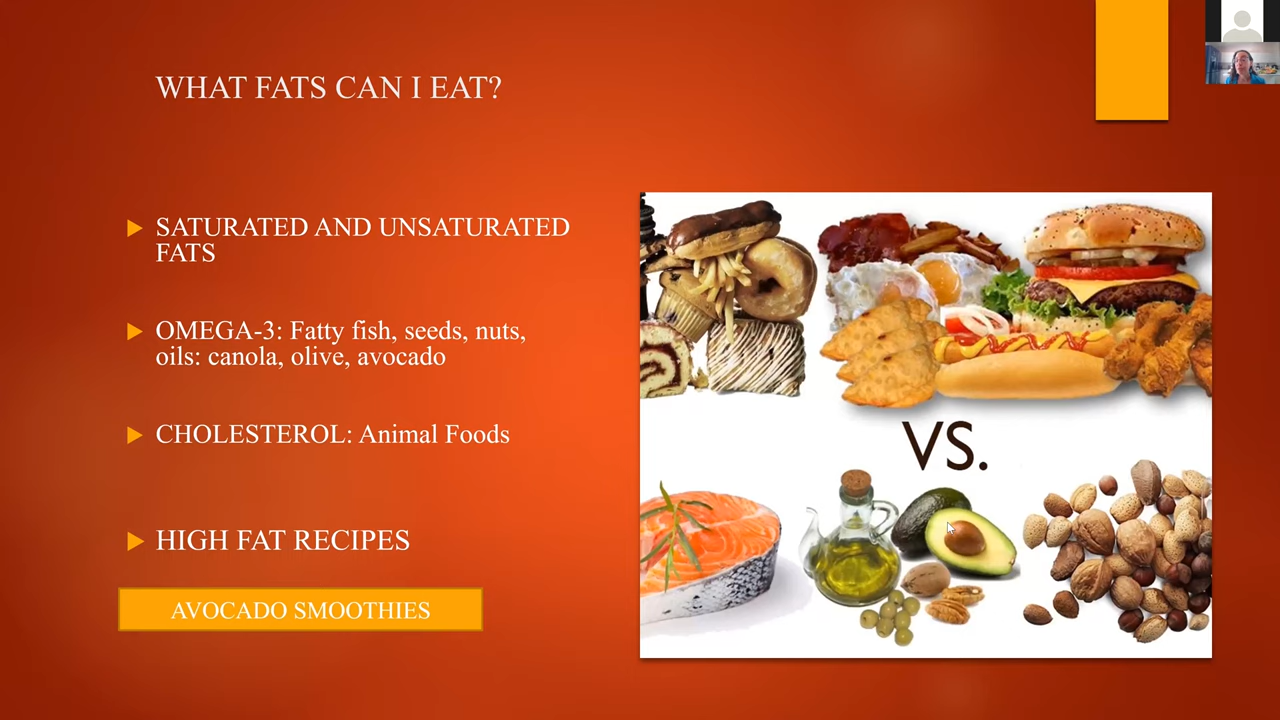 WHAT FATS CAN I EAT?
SATURATED AND UNSATURATED
FATS
OMEGA-3: Fatty fish, seeds, nuts,
oils: canola, olive, avocado
CHOLESTEROL: Animal Foods
HIGH FAT RECIPES
AVOCADO SMOOTHIES
VS.